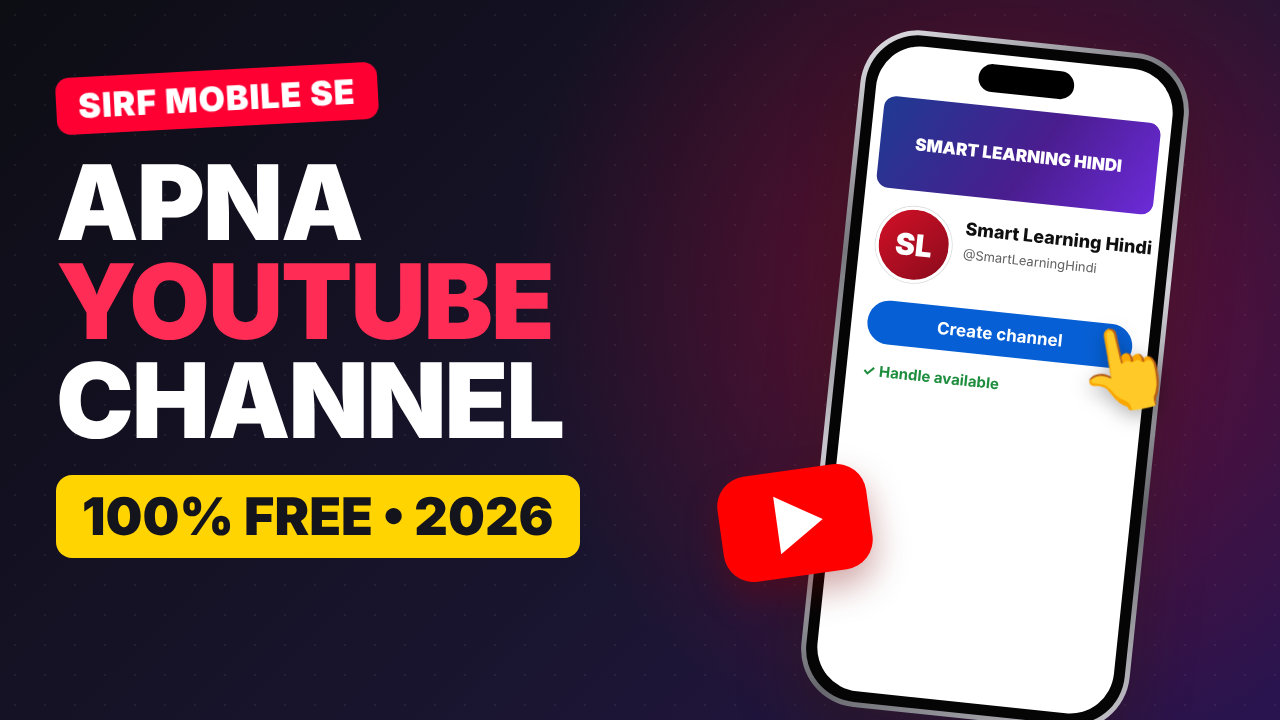 SIRF MOBILE SE
APNA
YOUTUBE
CHANNEL
100% FREE • 2026
SMART LEARNING HINDI
SL
Smart Learning Hindi
@SmartLearningHindi
Create channel
✓ Handle available